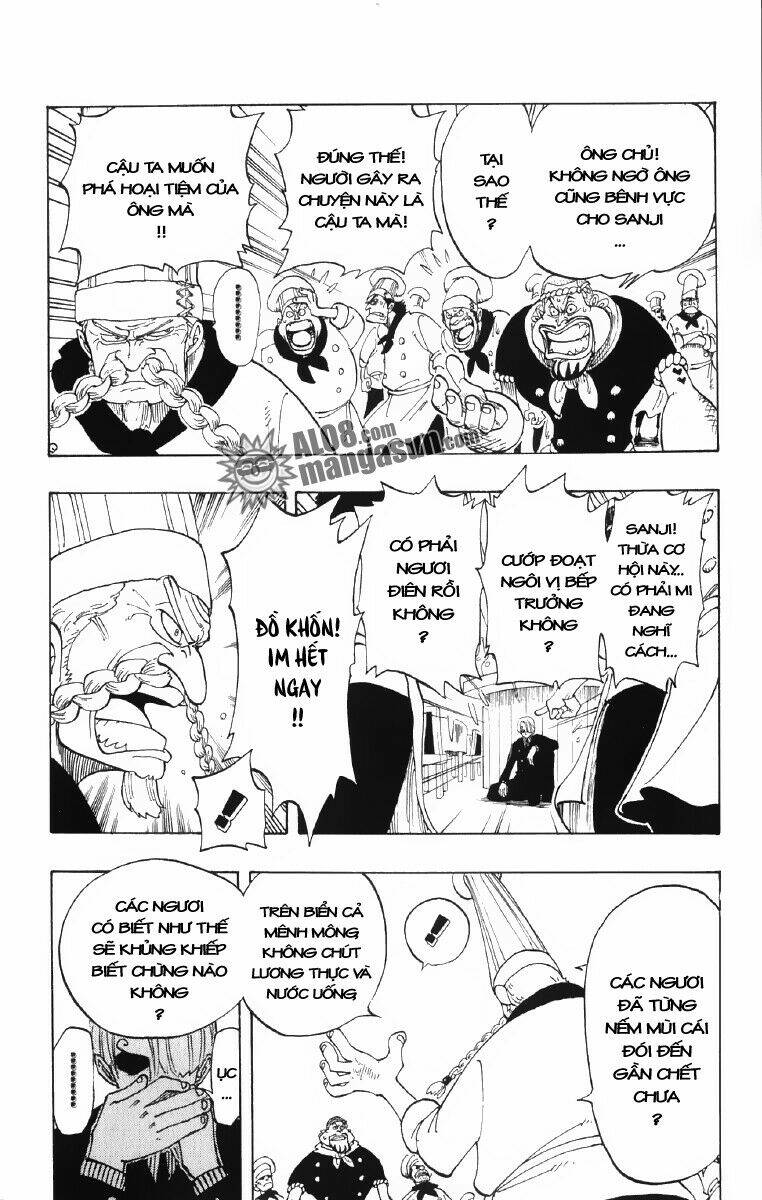 ÔNG CHỦ!
KHÔNG NGỜ ÔNG
CŨNG BÊNH VỰC
CHO SANJI
...
TẠI
SAO
THẾ
?
ĐÚNG THẾ!
NGƯỜI GÂY RA
CHUYỆN NÀY LÀ
CẬU TA MÀ!
CẬU TA MUỐN
PHÁ HOẠI TIỆM CỦA
ÔNG MÀ
!!
.........
ALO8.com
mangasun.com
SANJI!
THỪA CƠ
HỘI NÀY..
CÓ PHẢI MI
ĐANG
NGHĨ
CÁCH...
CƯỚP ĐOẠT
NGÔI VỊ BẾP
TRƯỞNG
KHÔNG
?
CÓ PHẢI
NGƯƠI
ĐIÊN RỒI
KHÔNG
?
ĐỒ KHỐN!
IM HẾT
NGAY
!!
!
CÁC NGƯƠI
ĐÃ TỪNG
NẾM MÙI CÁI
ĐÓI ĐẾN
GẦN CHẾT
CHƯA
?
!
TRÊN BIỂN CẢ
MÊNH MÔNG,
KHÔNG CHÚT
LƯƠNG THỰC VÀ
NƯỚC UỐNG,
CÁC NGƯƠI
CÓ BIẾT NHƯ THẾ
SẼ KHỦNG KHIẾP
BIẾT CHỪNG NÀO
KHÔNG
?
ỤC
...
.........